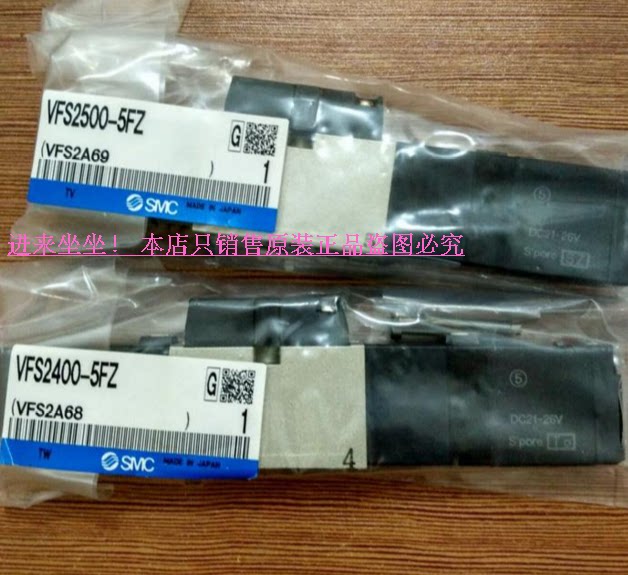 VFS2500-5FZ
G
(VFS2A69 )
1
TV
SMC MADE IN JAPAN
⑤
DC21-26V
S'pore
进来坐坐! 本店只销售原装正品盗图必究
VFS2400-5FZ
G
(VFS2A68 )
1
TW
SMC MADE IN JAPAN
4
⑤
DC21-26V
S'pore